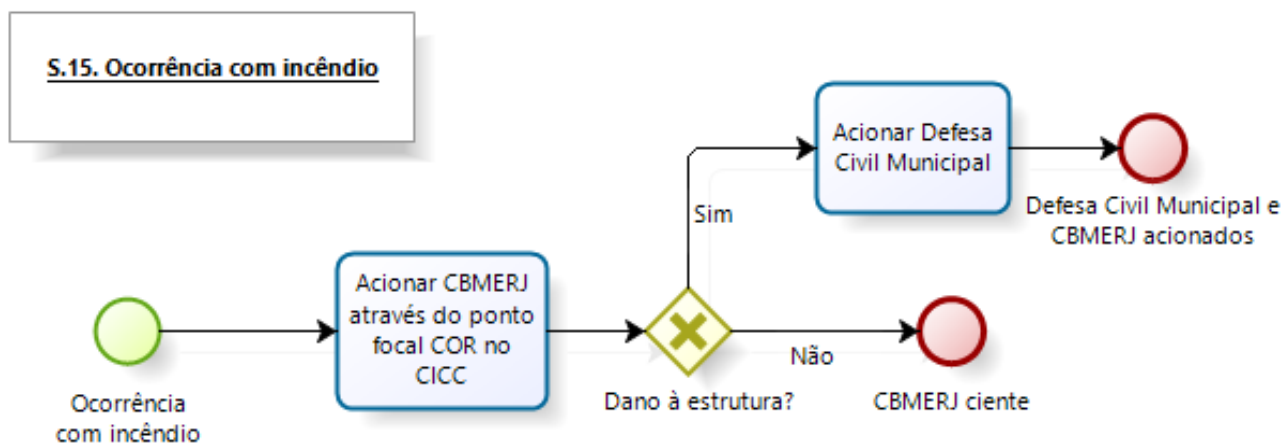 S.15. Ocorrência com incêndio
Acionar Defesa
Civil Municipal
Defesa Civil Municipal e
CBMERJ acionados
Sim
Acionar CBMERJ
através do ponto
focal COR no
CICC
Ocorrência
com incêndio
Dano à estrutura?
Não
CBMERJ ciente